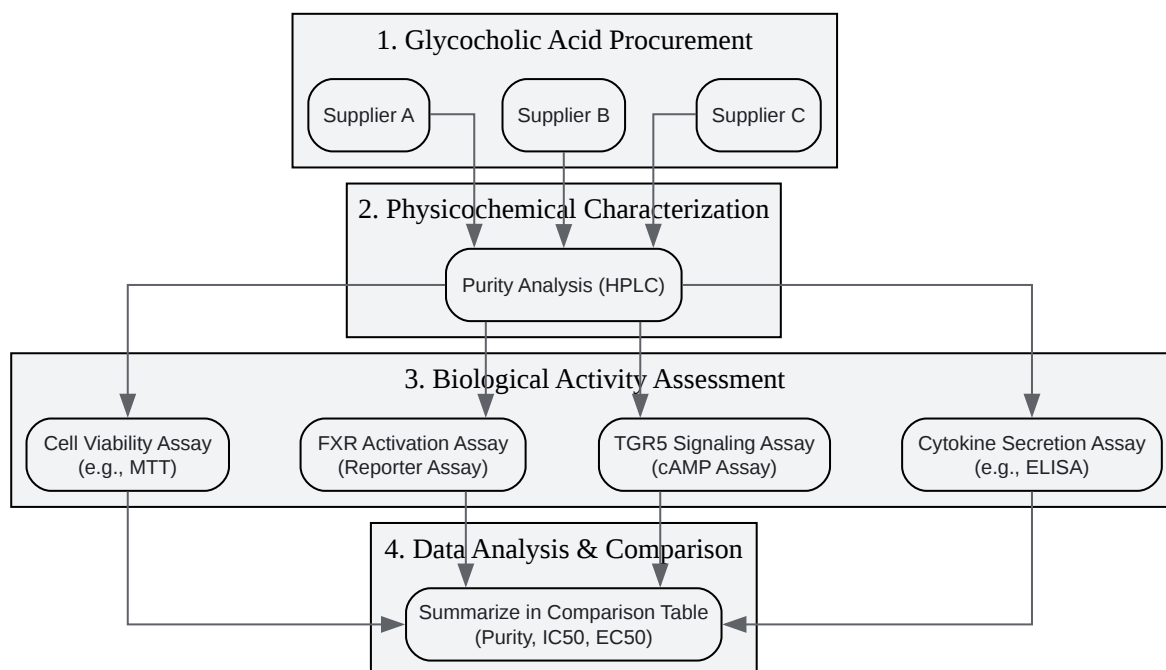 1. Glycocholic Acid Procurement
Supplier A
Supplier B
Supplier C
2. Physicochemical Characterization
Purity Analysis (HPLC)
3. Biological Activity Assessment
Cell Viability Assay
(e.g., MTT)
FXR Activation Assay
(Reporter Assay)
TGR5 Signaling Assay
(cAMP Assay)
Cytokine Secretion Assay
(e.g., ELISA)
4. Data Analysis & Comparison
Summarize in Comparison Table
(Purity, IC50, EC50)